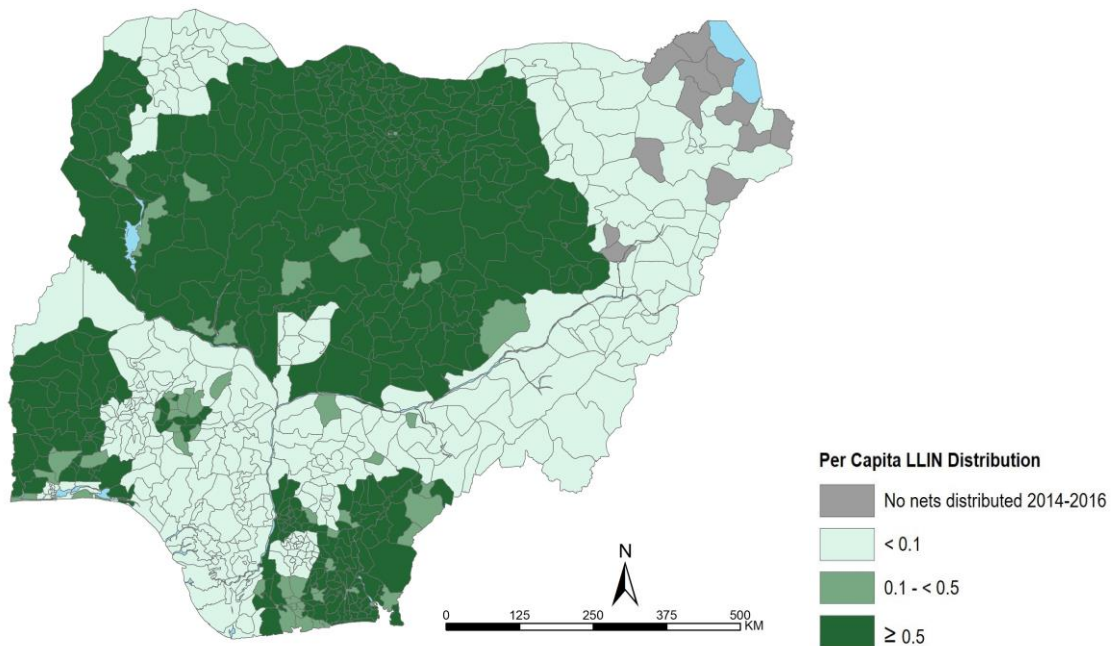 Per Capita LLIN Distribution
No nets distributed 2014-2016
< 0.1
0.1 - < 0.5
≥ 0.5
N
0 125 250 375 500
KM